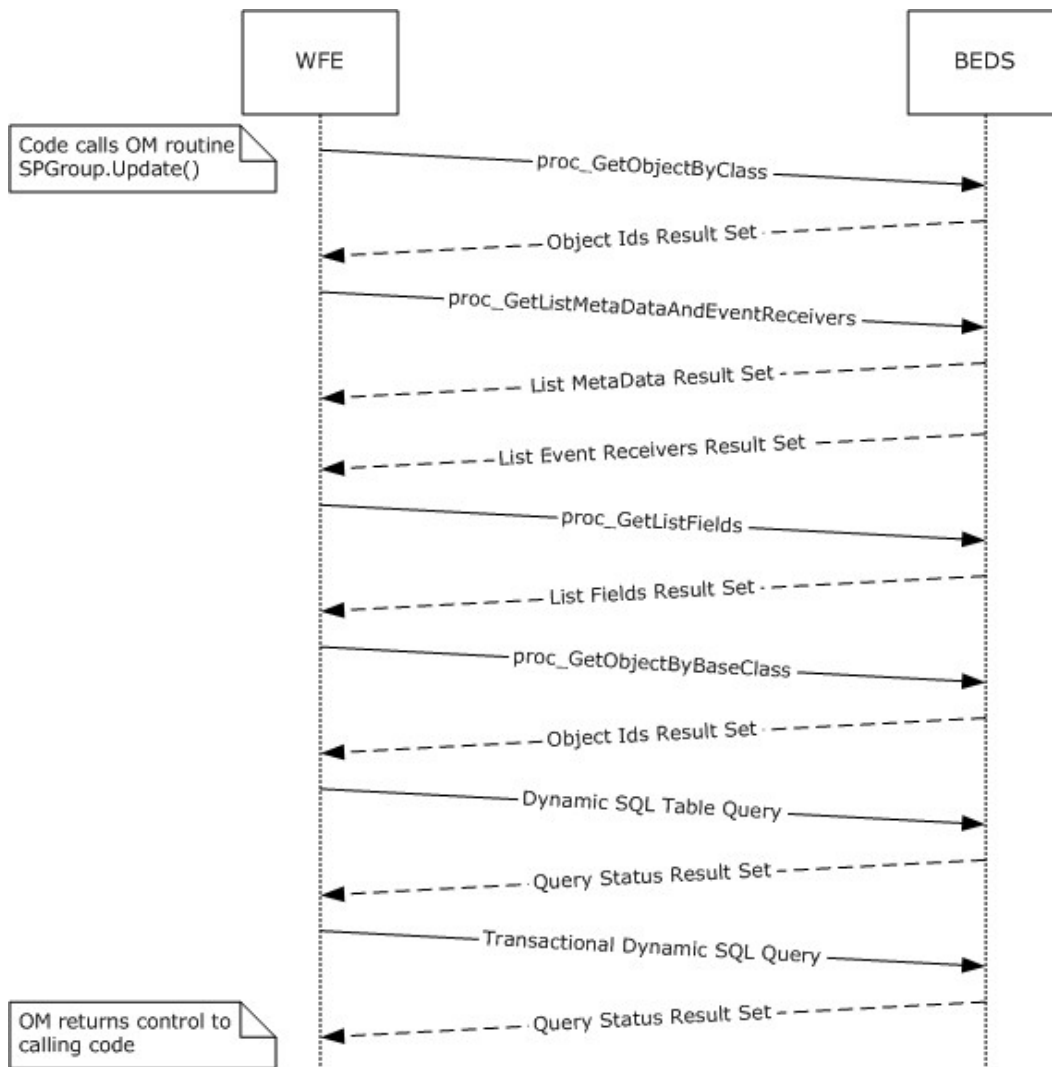 WFE
BEDS
Code calls OM routine
SPGroup.Update()
proc_GetObjectByClass
Object Ids Result Set
proc_GetListMetaDataAndEventReceivers
List MetaData Result Set
List Event Receivers Result Set
proc_GetListFields
List Fields Result Set
proc_GetObjectByBaseClass
Object Ids Result Set
Dynamic SQL Table Query
Query Status Result Set
Transactional Dynamic SQL Query
Query Status Result Set
OM returns control to
calling code